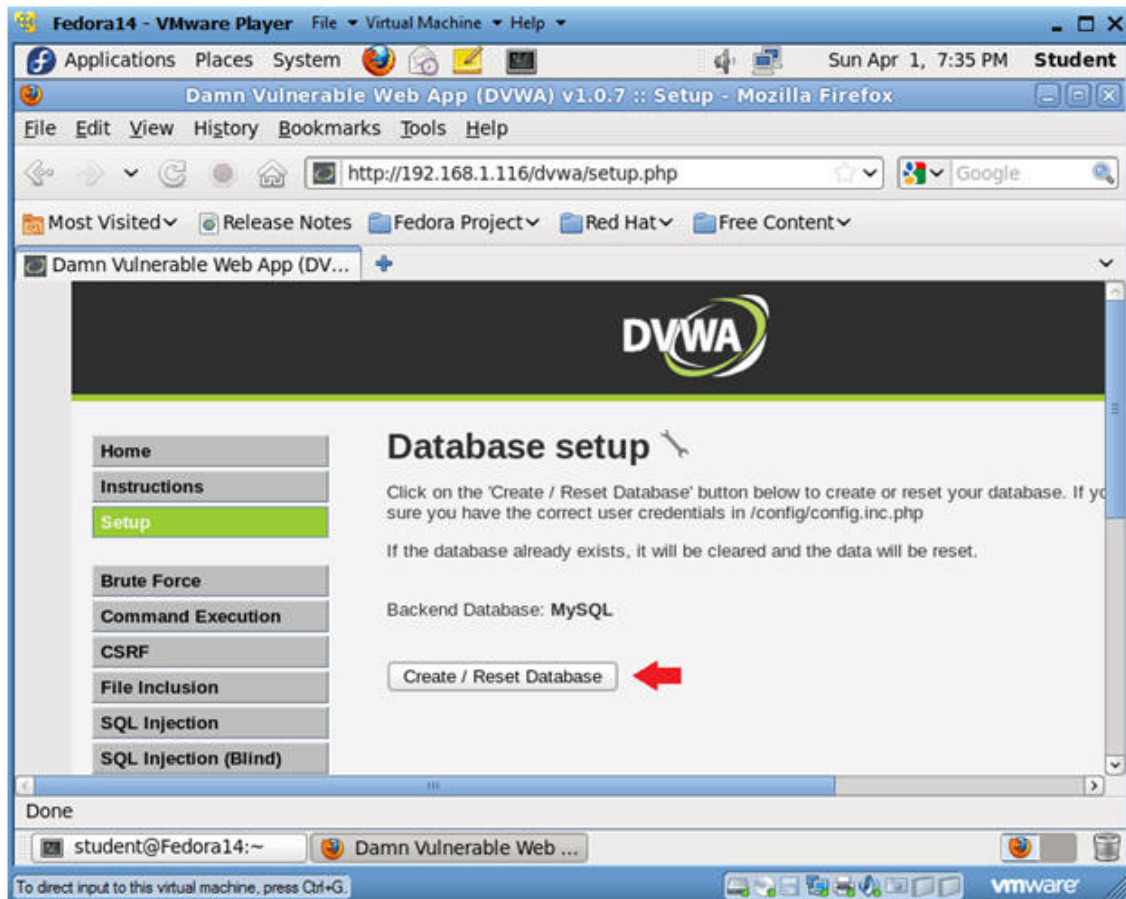 Fedora14 - VMware Player File Virtual Machine Help
Applications Places System Sun Apr 1, 7:35 PM Student
Damn Vulnerable Web App (DVWA) v1.0.7 :: Setup - Mozilla Firefox
File Edit View History Bookmarks Tools Help
http://192.168.1.116/dvwa/setup.php Google
Most Visited Release Notes Fedora Project Red Hat Free Content
Damn Vulnerable Web App (DV...
DVWA
Home
Instructions
Setup
Brute Force
Command Execution
CSRF
File Inclusion
SQL Injection
SQL Injection (Blind)
Database setup
Click on the 'Create / Reset Database' button below to create or reset your database. If yo
sure you have the correct user credentials in /config/config.inc.php
If the database already exists, it will be cleared and the data will be reset.
Backend Database: MySQL
Create / Reset Database
Done
student@Fedora14:~ Damn Vulnerable Web ...
To direct input to this virtual machine, press Ctrl+G. vmware